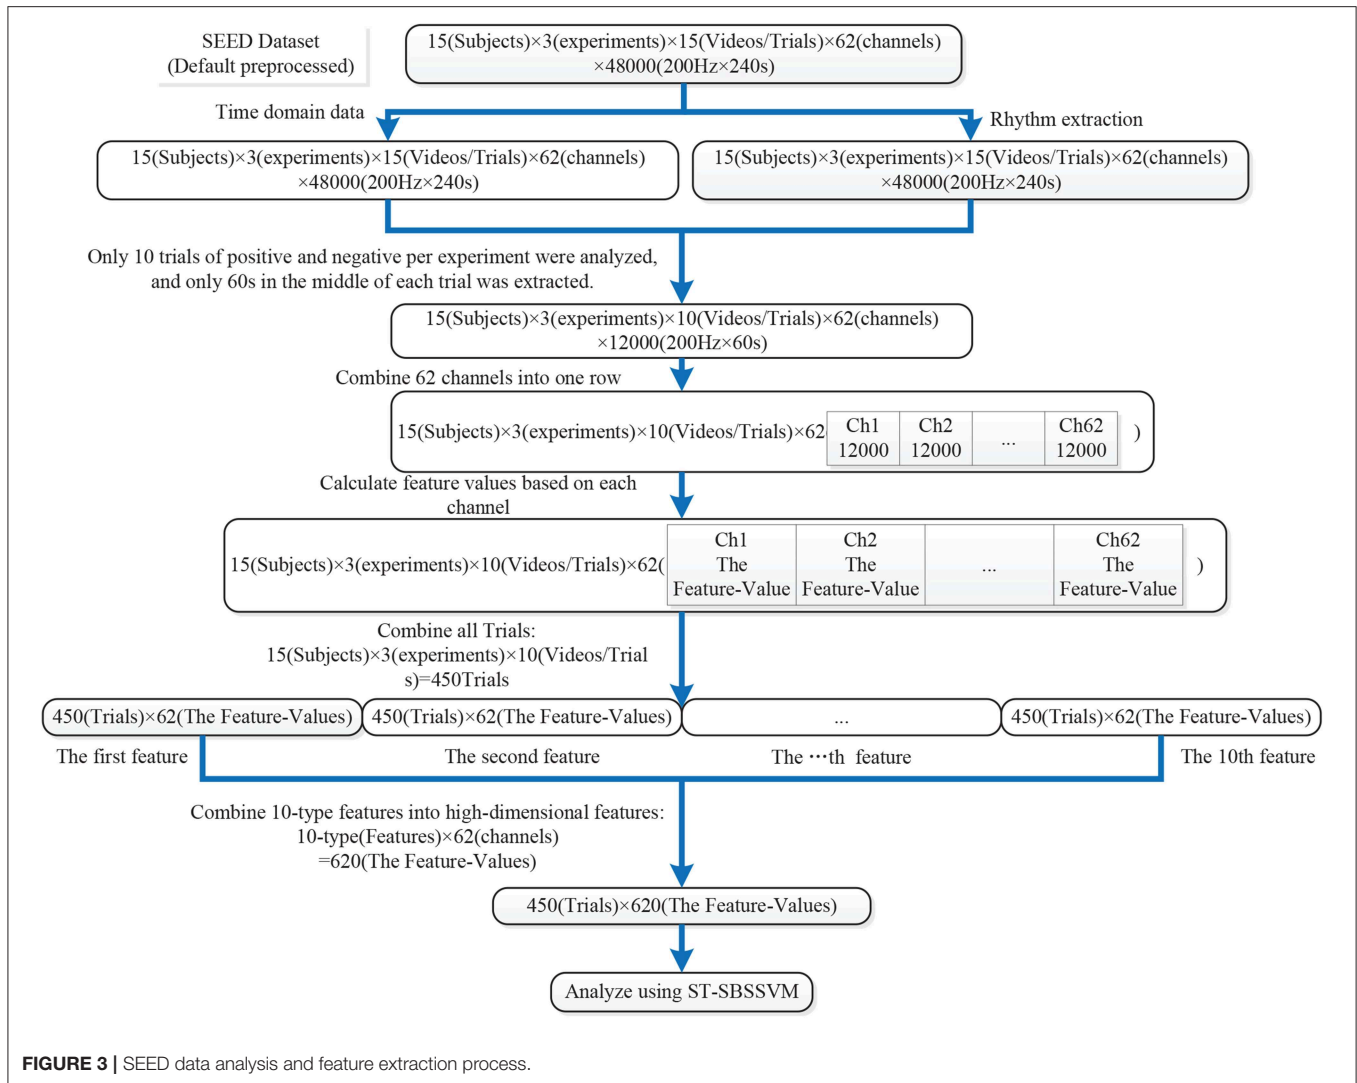 SEED Dataset
(Default preprocessed)
15(Subjects)×3(experiments)×15(Videos/Trials)×62(channels)
×48000(200Hz×240s)
Time domain data
Rhythm extraction
15(Subjects)×3(experiments)×15(Videos/Trials)×62(channels)
×48000(200Hz×240s)
15(Subjects)×3(experiments)×15(Videos/Trials)×62(channels)
×48000(200Hz×240s)
Only 10 trials of positive and negative per experiment were analyzed,
and only 60s in the middle of each trial was extracted.
15(Subjects)×3(experiments)×10(Videos/Trials)×62(channels)
×12000(200Hz×60s)
Combine 62 channels into one row
15(Subjects)×3(experiments)×10(Videos/Trials)×62(
Ch1
12000
Ch2
12000
...
Ch62
12000
)
Calculate feature values based on each
channel
15(Subjects)×3(experiments)×10(Videos/Trials)×62(
Ch1
The
Feature-Value
Ch2
The
Feature-Value
...
Ch62
The
Feature-Value
)
Combine all Trials:
15(Subjects)×3(experiments)×10(Videos/Trial
s)=450Trials
450(Trials)×62(The Feature-Values)
450(Trials)×62(The Feature-Values)
...
450(Trials)×62(The Feature-Values)
The first feature
The second feature
The ···th feature
The 10th feature
Combine 10-type features into high-dimensional features:
10-type(Features)×62(channels)
=620(The Feature-Values)
450(Trials)×620(The Feature-Values)
Analyze using ST-SBSSVM
FIGURE 3 | SEED data analysis and feature extraction process.